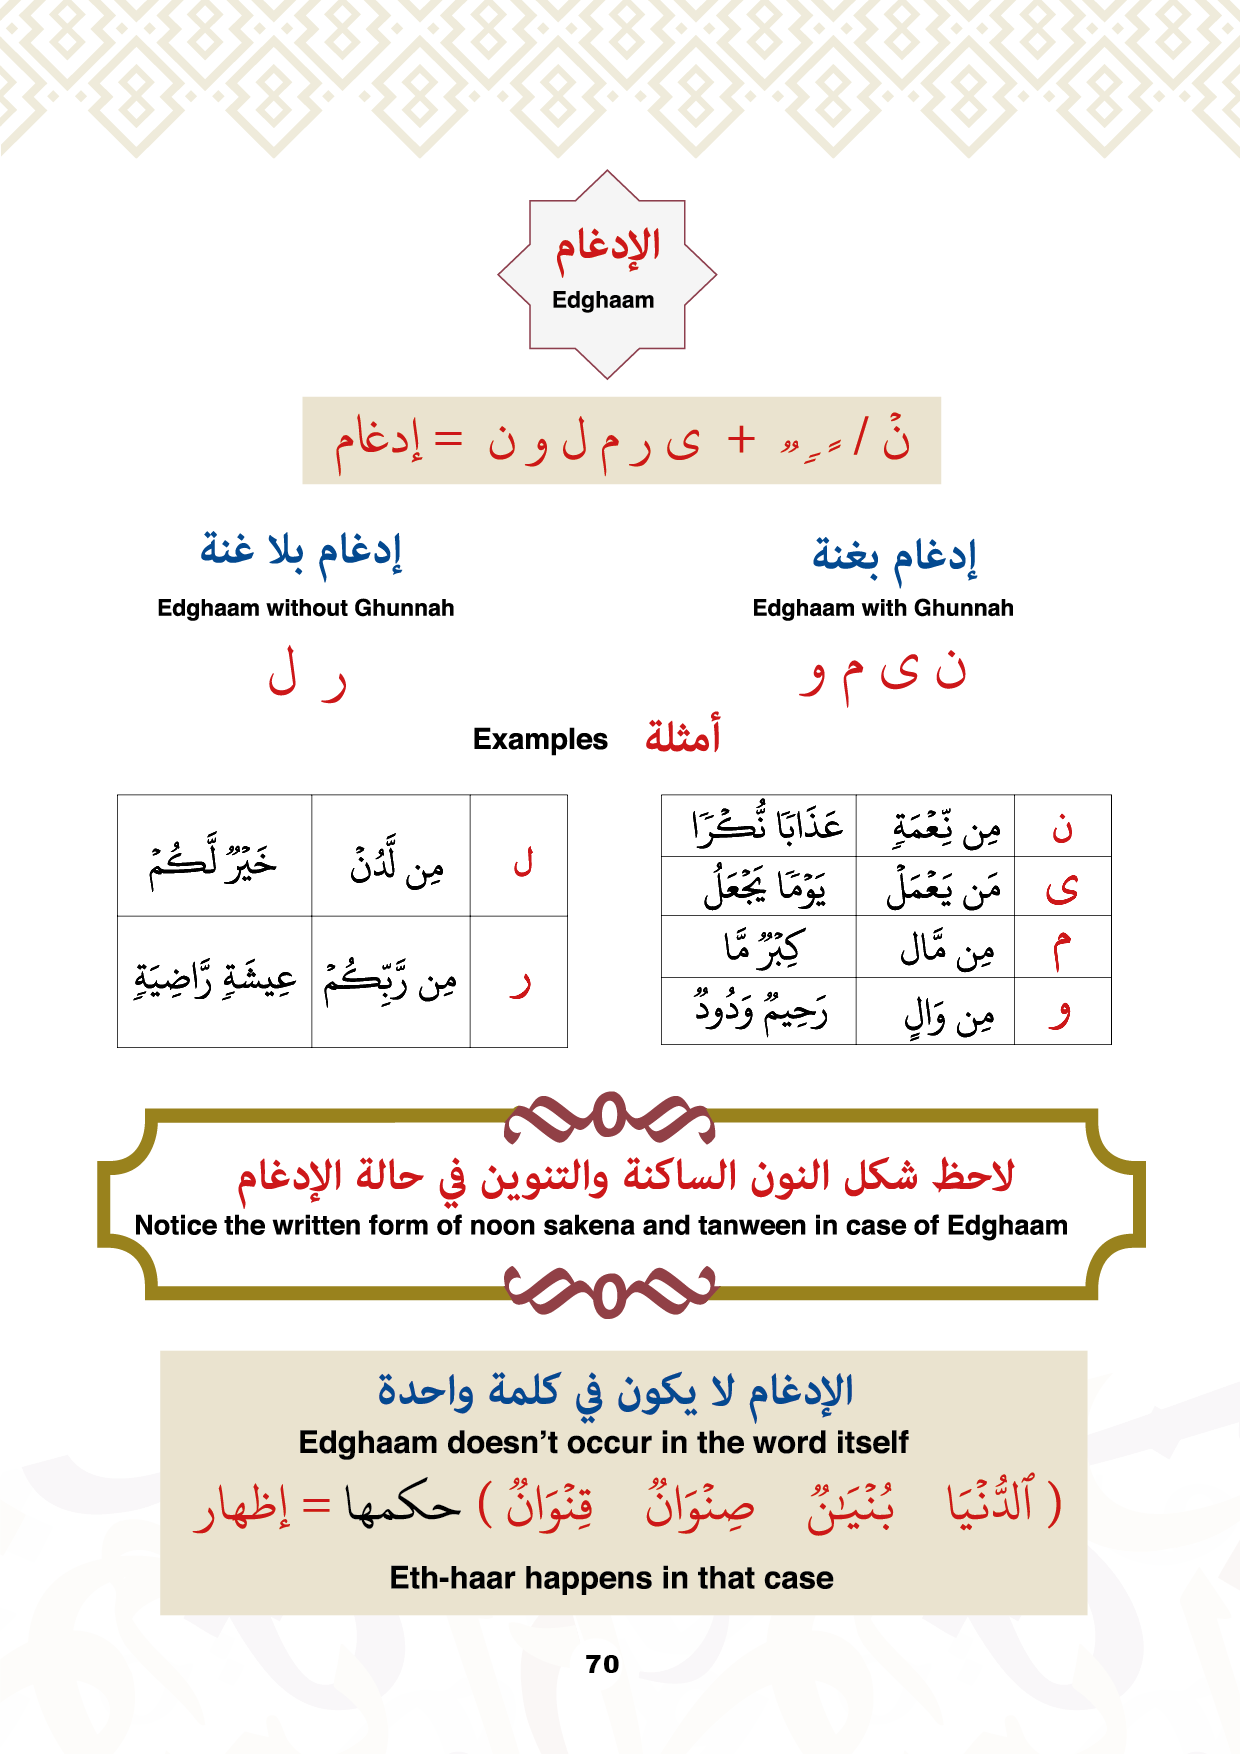 الإدغام
Edghaam
نۡ / ـً ـٍ ـٌ + ى ر م ل و ن = إدغام
إدغام بغنة
Edghaam with Ghunnah
ن ى م و
إدغام بلا غنة
Edghaam without Ghunnah
ر ل
أمثلة Examples
ن مِن نِّعۡمَةٖ عَذَابٗا نُّكۡرٗا
ى مَن يَعۡمَلۡ يَوۡمٗا يَجۡعَلُ
م مِن مَّال كِبۡرٞ مَّا
و مِن وَالٍ رَحِيمٞ وَدُودٞ
ل مِن لَّدُنۡ خَيۡرٞ لَّكُمۡ
ر مِن رَّبِّكُمۡ عِيشَةٖ رَّاضِيَةٖ
لاحظ شكل النون الساكنة والتنوين في حالة الإدغام
Notice the written form of noon sakena and tanween in case of Edghaam
الإدغام لا يكون في كلمة واحدة
Edghaam doesn’t occur in the word itself
( ٱلدُّنۡيَا بُنۡيَٰنٞ صِنۡوَانٞ قِنۡوَانٞ ) حكمها = إظهار
Eth-haar happens in that case
70